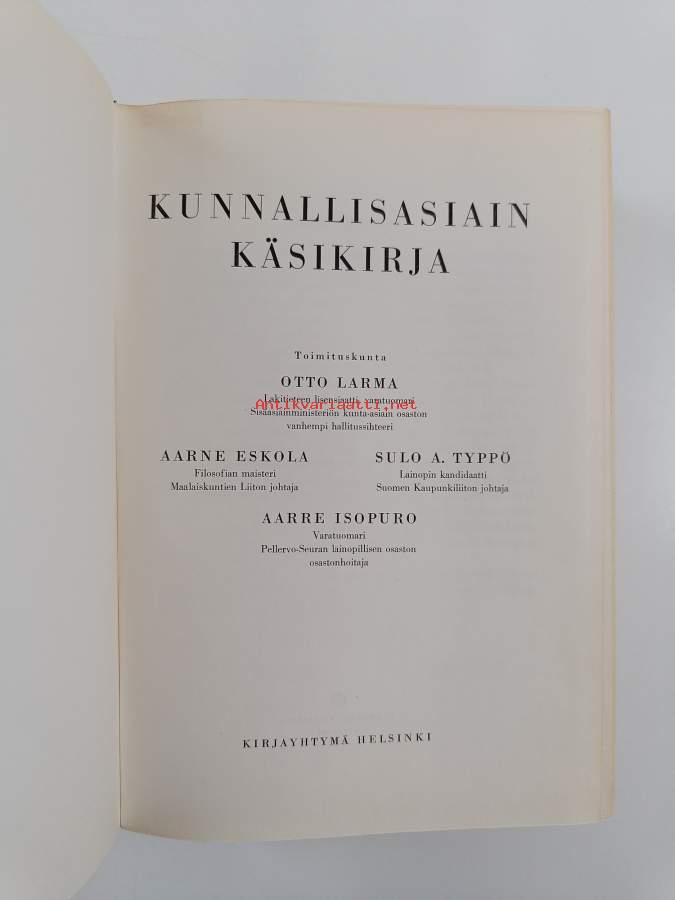 KUNNALLISASIAIN
KÄSIKIRJA
Toimituskunta
OTTO LARMA
Lakitieteen lisensiaatti, varatuomari
Antikvariaatti.net
Sisäasiainministeriön kunta-asiain osaston
vanhempi hallitussihteeri
AARNE ESKOLA
Filosofian maisteri
Maalaiskuntien Liiton johtaja
SULO A. TYPPÖ
Lainopin kandidaatti
Suomen Kaupunkiliiton johtaja
AARRE ISOPURO
Varatuomari
Pellervo-Seuran lainopillisen osaston
osastonhoitaja
KIRJAYHTYMÄ HELSINKI